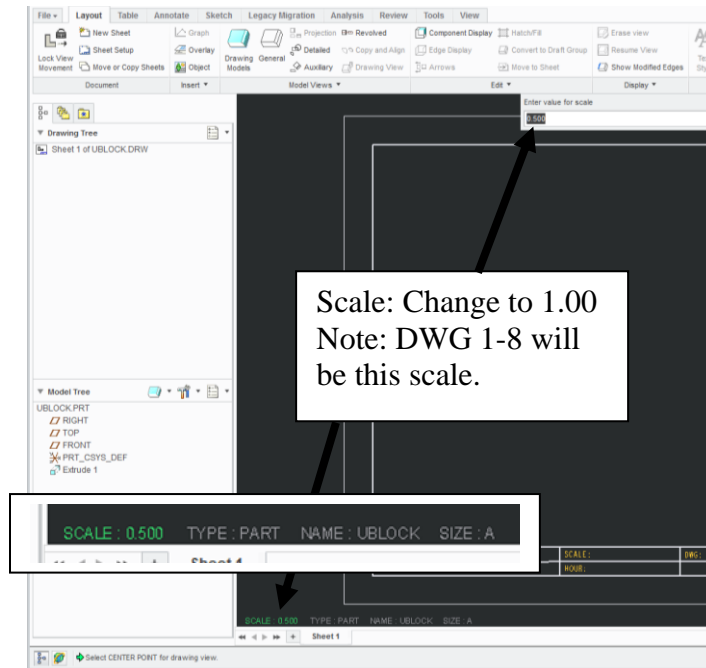 File Layout Table Annotate Sketch Legacy Migration Analysis Review Tools View
New Sheet Graph Projection Revolved Component Display Hatch/Fill Erase view
Lock View Movement Sheet Setup Overlay Drawing Models General Detailed Copy and Align Edge Display Convert to Draft Group Resume View
Move or Copy Sheets Object Auxiliary Drawing View Arrows Move to Sheet Show Modified Edges
Document Insert Model Views Edit Display
Enter value for scale
0.500
Drawing Tree
Sheet 1 of UBLOCK.DRW
Scale: Change to 1.00
Note: DWG 1-8 will
be this scale.
Model Tree
UBLOCK.PRT
RIGHT
TOP
FRONT
PRT_CSYS_DEF
Extrude 1
SCALE : 0.500 TYPE : PART NAME : UBLOCK SIZE : A
SCALE: DWG:
HOUR:
SCALE : 0.500 TYPE : PART NAME : UBLOCK SIZE : A
Sheet 1
Select CENTER POINT for drawing view.